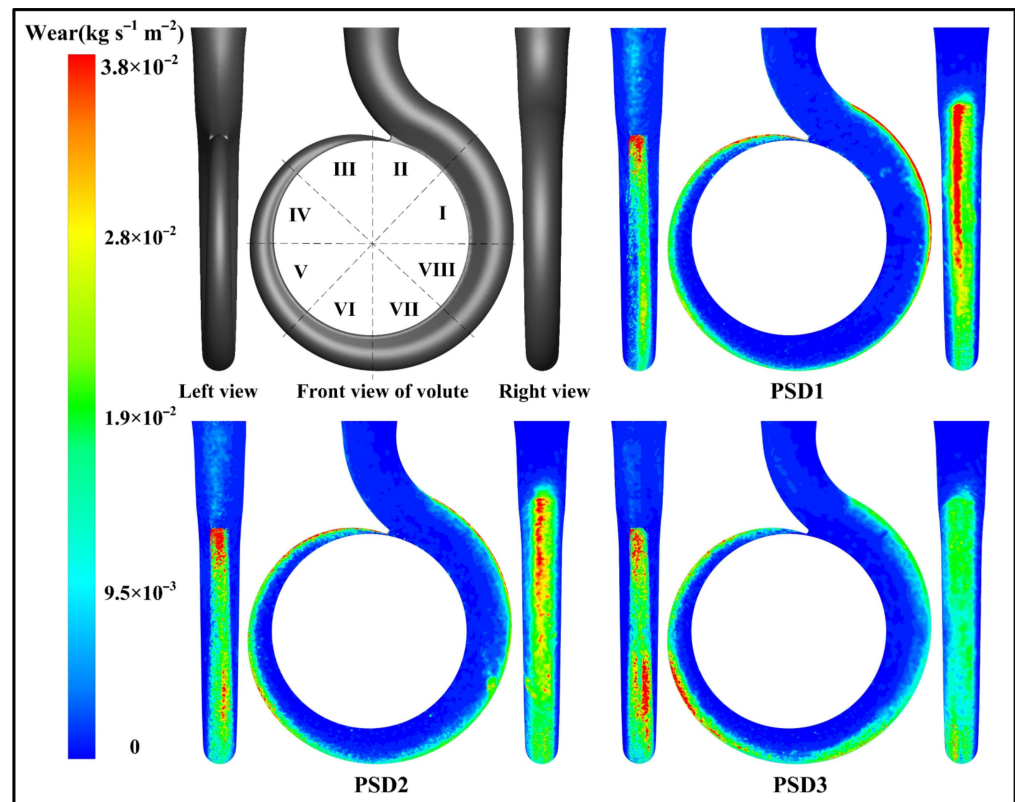 Wear(kg s⁻¹ m⁻²)
3.8×10⁻²
2.8×10⁻²
1.9×10⁻²
9.5×10⁻³
0
III
II
IV
I
V
VIII
VI
VII
Left view
Front view of volute
Right view
PSD1
PSD2
PSD3